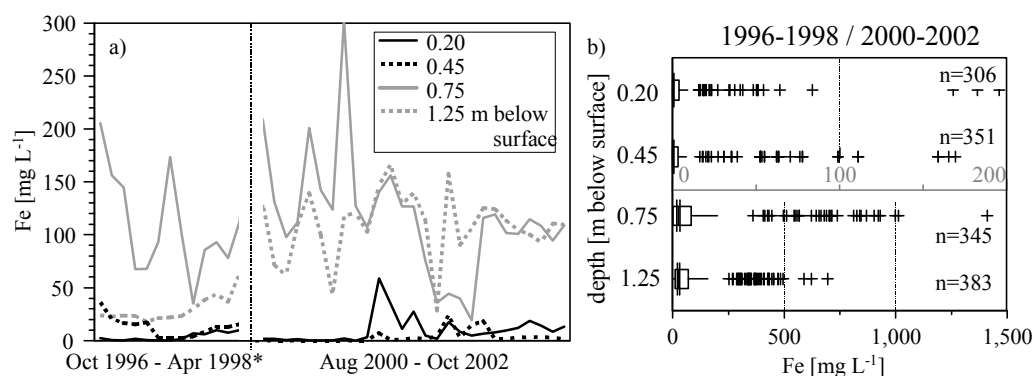 a)
Fe [mg L-1]
300
250
200
150
100
50
0
0.20
0.45
0.75
1.25 m below
surface
Oct 1996 - Apr 1998*
Aug 2000 - Oct 2002
b)
1996-1998 / 2000-2002
depth [m below surface]
0.20
n=306
0.45
n=351
0
100
200
0.75
n=345
1.25
n=383
0
500
1,000
1,500
Fe [mg L-1]